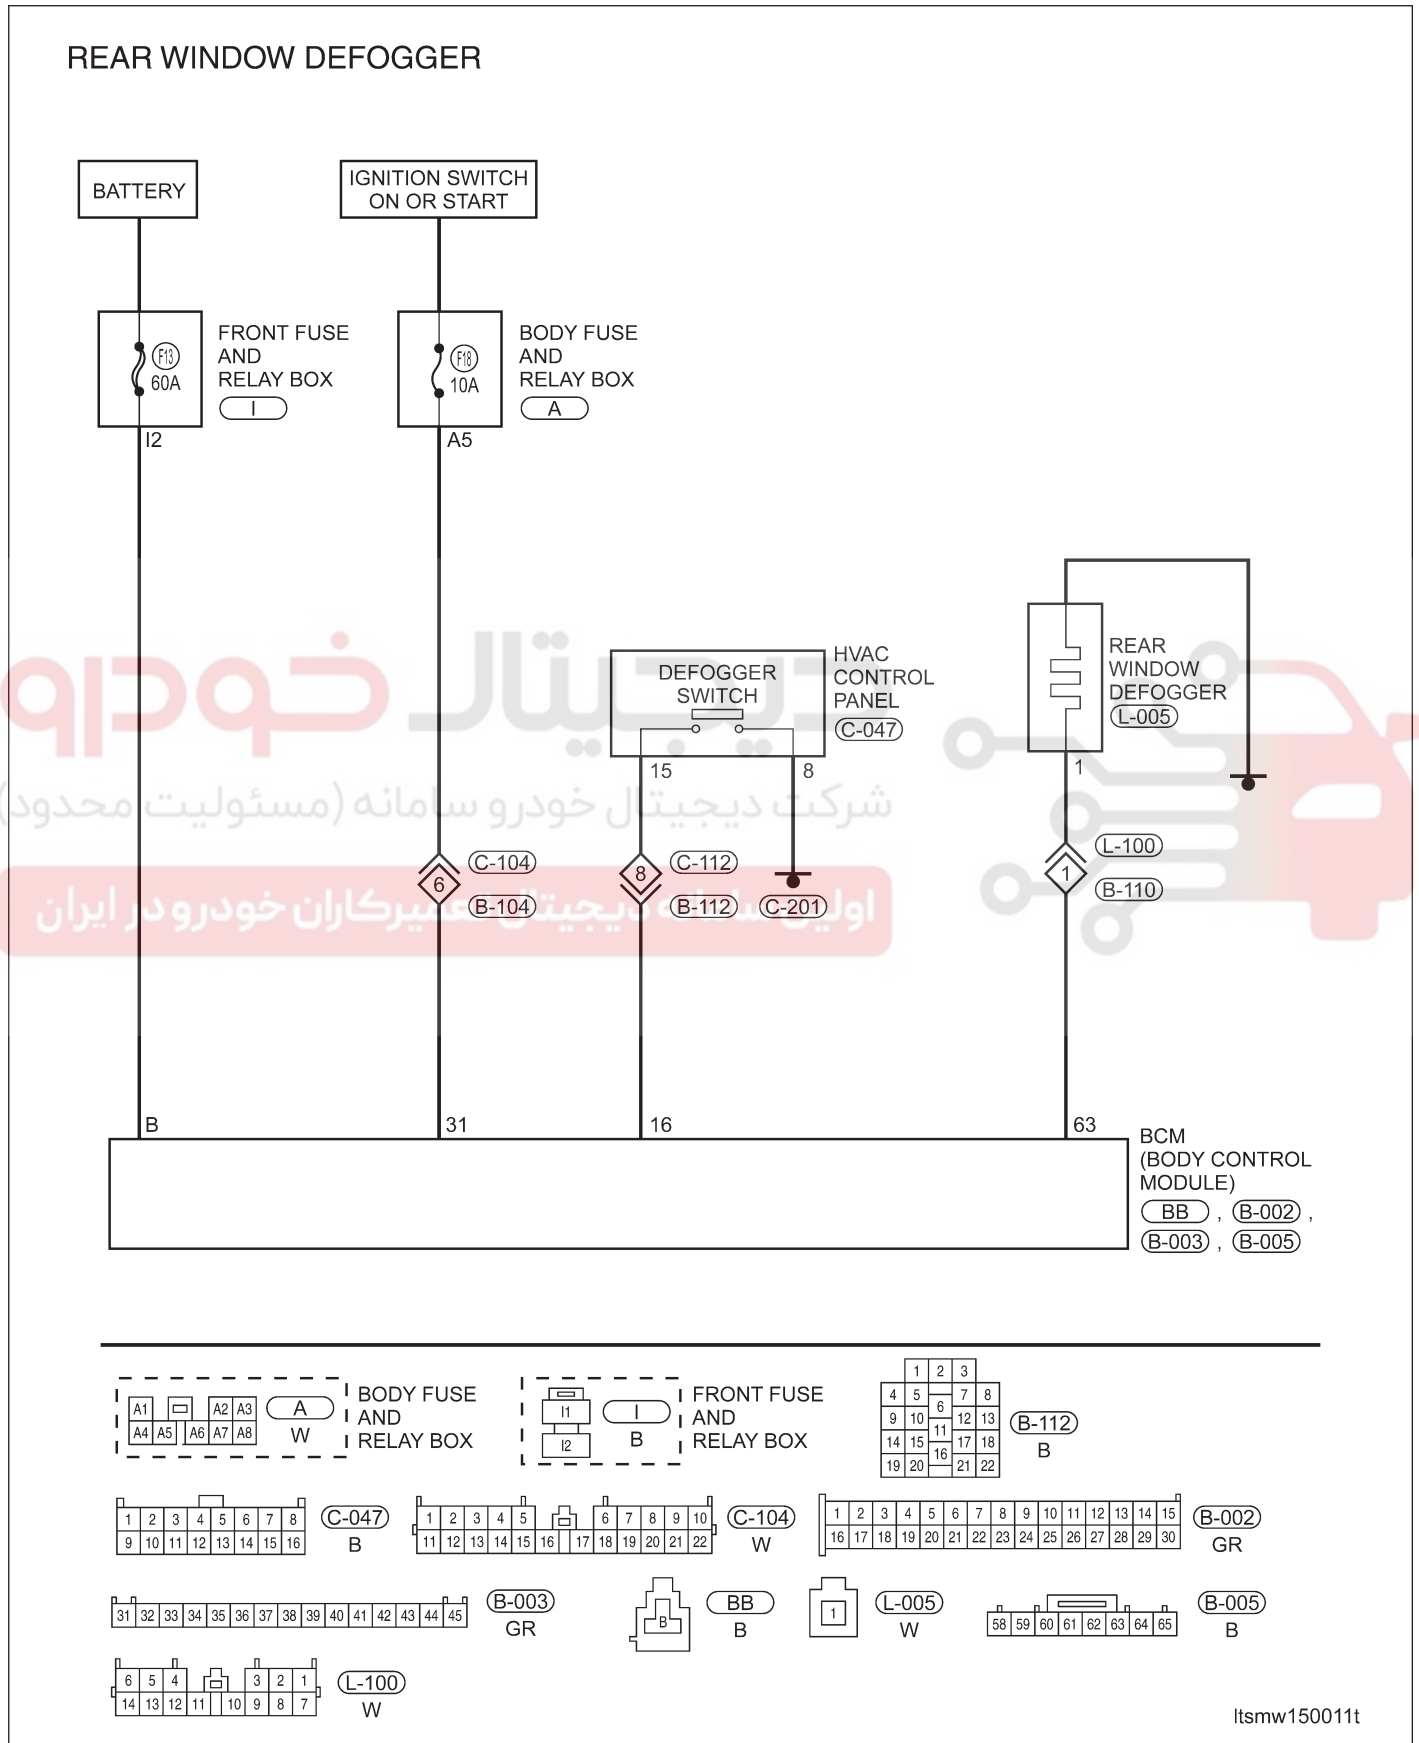 REAR WINDOW DEFOGGER
BATTERY
IGNITION SWITCH
ON OR START
F13
60A
FRONT FUSE
AND
RELAY BOX
I
F18
10A
BODY FUSE
AND
RELAY BOX
A
I2
A5
DEFOGGER
SWITCH
HVAC
CONTROL
PANEL
C-047
15
8
REAR
WINDOW
DEFOGGER
L-005
1
دیجیتال خودرو
شرکت دیجیتال خودرو سامانه (مسئولیت محدود)
اولین سامانه دیجیتال تعمیرکاران خودرو در ایران
6
C-104
B-104
8
C-112
B-112
C-201
1
L-100
B-110
B
31
16
63
BCM
(BODY CONTROL
MODULE)
BB , B-002 ,
B-003 , B-005
A1 A2 A3
A4 A5 A6 A7 A8
A
W
BODY FUSE
AND
RELAY BOX
I1
I2
I
B
FRONT FUSE
AND
RELAY BOX
1 2 3
4 5 7 8
6
9 10 12 13
11
14 15 17 18
16
19 20 21 22
B-112
B
1 2 3 4 5 6 7 8
9 10 11 12 13 14 15 16
C-047
B
1 2 3 4 5 6 7 8 9 10
11 12 13 14 15 16 17 18 19 20 21 22
C-104
W
1 2 3 4 5 6 7 8 9 10 11 12 13 14 15
16 17 18 19 20 21 22 23 24 25 26 27 28 29 30
B-002
GR
31 32 33 34 35 36 37 38 39 40 41 42 43 44 45
B-003
GR
B
BB
B
1
L-005
W
58 59 60 61 62 63 64 65
B-005
B
6 5 4 3 2 1
14 13 12 11 10 9 8 7
L-100
W
ltsmw150011t